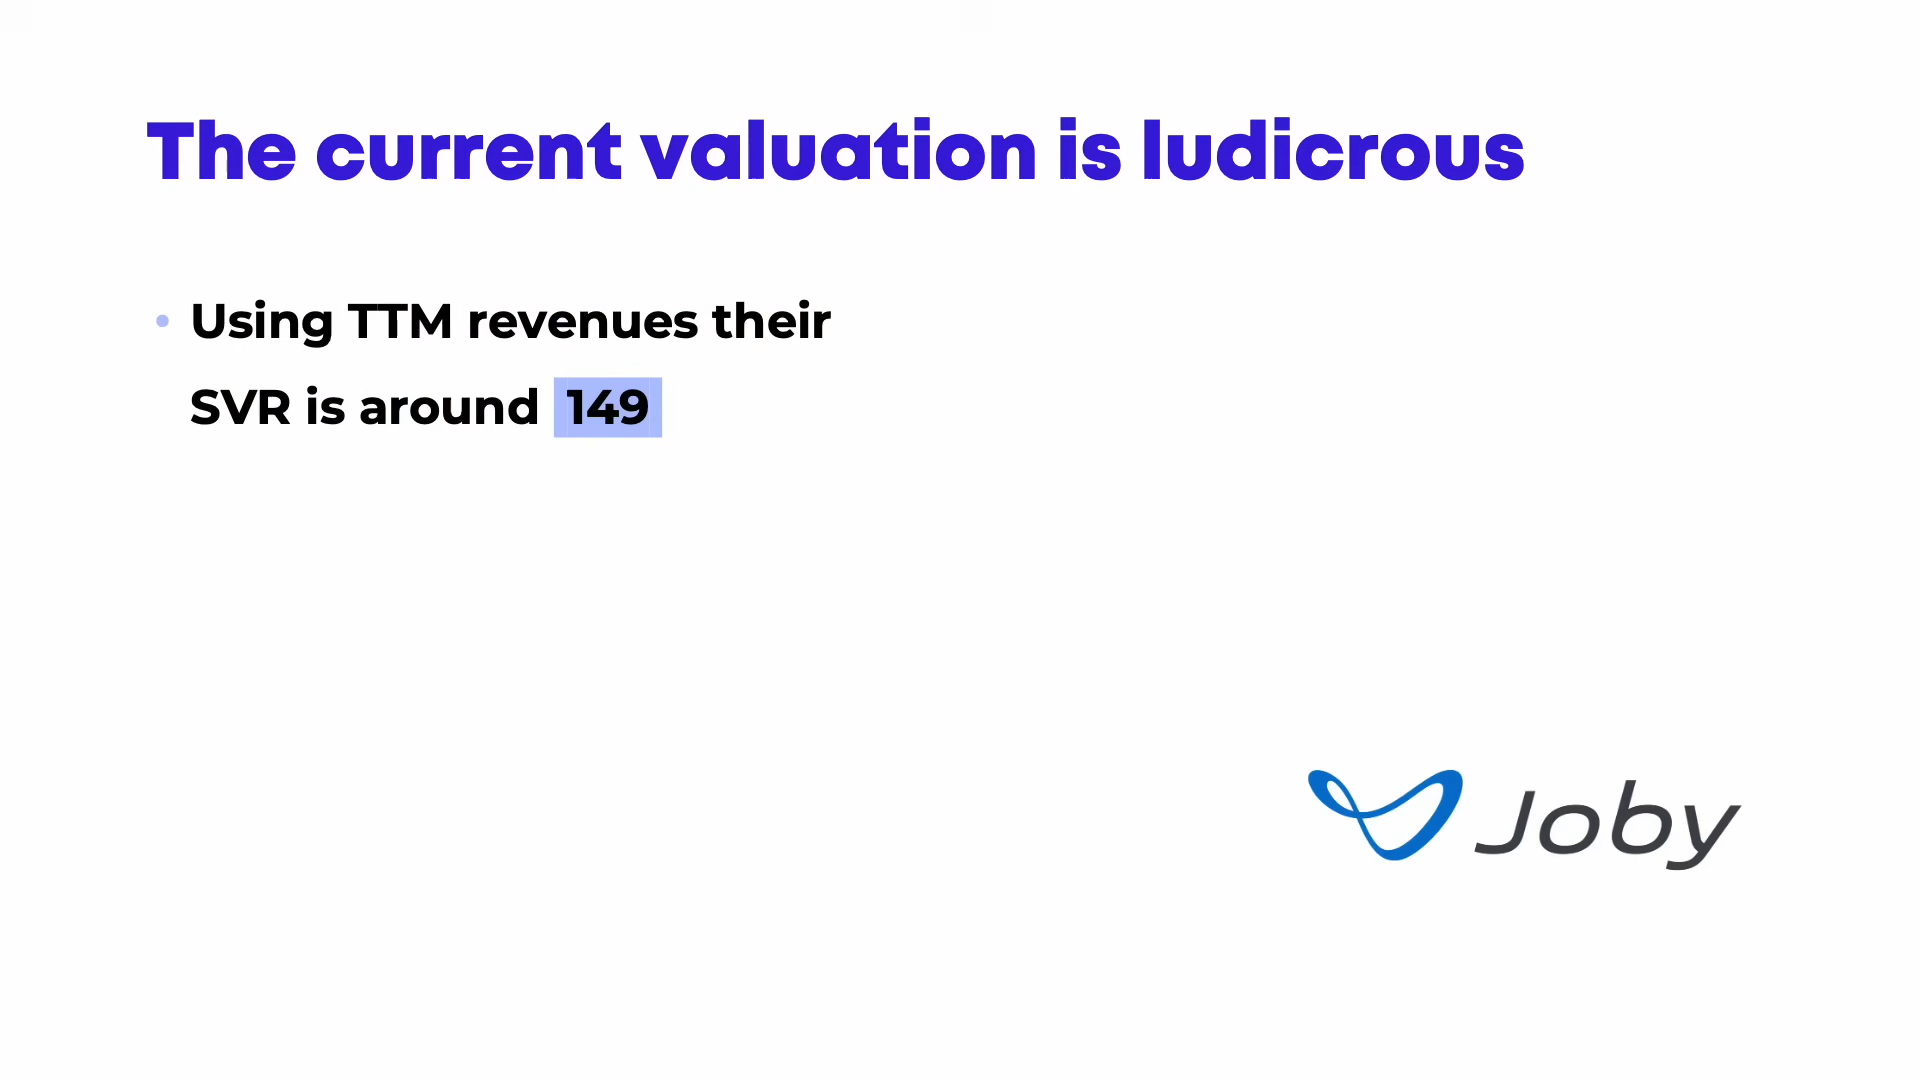 The current valuation is ludicrous
• Using TTM revenues their
SVR is around 149
Joby